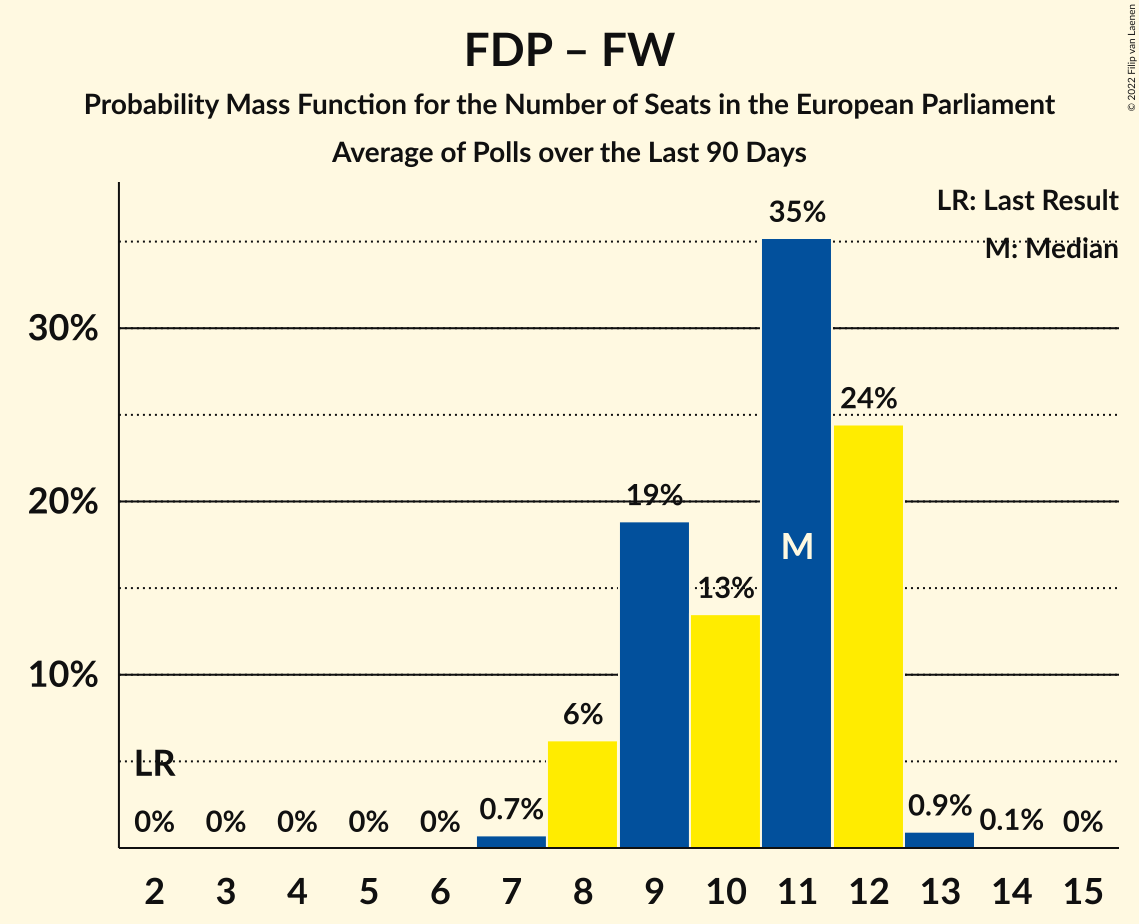 FDP – FW
Probability Mass Function for the Number of Seats in the European Parliament
Average of Polls over the Last 90 Days
© 2022 Filip van Laenen
LR: Last Result
M: Median
35%
30%
24%
20%
19%
M
13%
10%
6%
LR
0%
0%
0%
0%
0%
0.7%
0.9%
0.1%
0%
2 3 4 5 6 7 8 9 10 11 12 13 14 15